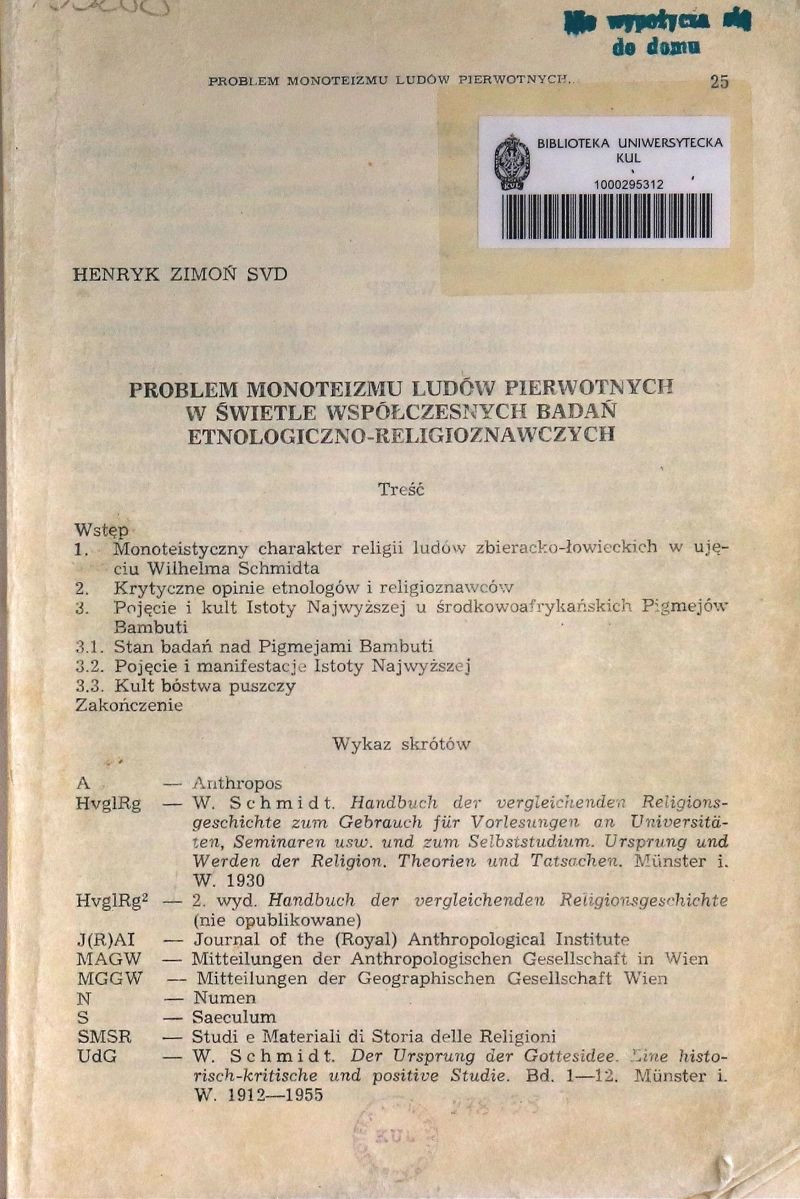 Nie wypożycza się
do domu
PROBLEM MONOTEIZMU LUDÓW PIERWOTNYCH.
25
BIBLIOTEKA UNIWERSYTECKA
KUL
KUL
1000295312
HENRYK ZIMOŃ SVD
PROBLEM MONOTEIZMU LUDÓW PIERWOTNYCH
W ŚWIETLE WSPÓŁCZESNYCH BADAŃ
ETNOLOGICZNO-RELIGIOZNAWCZYCH
Treść
Wstęp
1. Monoteistyczny charakter religii ludów zbieracko-łowieckich w uję-
ciu Wilhelma Schmidta
2. Krytyczne opinie etnologów i religioznawców
3. Pojęcie i kult Istoty Najwyższej u środkowoafrykańskich Pigmejów
Bambuti
3.1. Stan badań nad Pigmejami Bambuti
3.2. Pojęcie i manifestacje Istoty Najwyższej
3.3. Kult bóstwa puszczy
Zakończenie
Wykaz skrótów
A — Anthropos
HvglRg — W. Schmidt. Handbuch der vergleichenden Religions-
geschichte zum Gebrauch für Vorlesungen an Universitä-
ten, Seminaren usw. und zum Selbststudium. Ursprung und
Werden der Religion. Theorien und Tatsachen. Münster i.
W. 1930
HvglRg² — 2. wyd. Handbuch der vergleichenden Religionsgeschichte
(nie opublikowane)
J(R)AI — Journal of the (Royal) Anthropological Institute
MAGW — Mitteilungen der Anthropologischen Gesellschaft in Wien
MGGW — Mitteilungen der Geographischen Gesellschaft Wien
N — Numen
S — Saeculum
SMSR — Studi e Materiali di Storia delle Religioni
UdG — W. Schmidt. Der Ursprung der Gottesidee. Eine histo-
risch-kritische und positive Studie. Bd. 1—12. Münster i.
W. 1912—1955
KUL